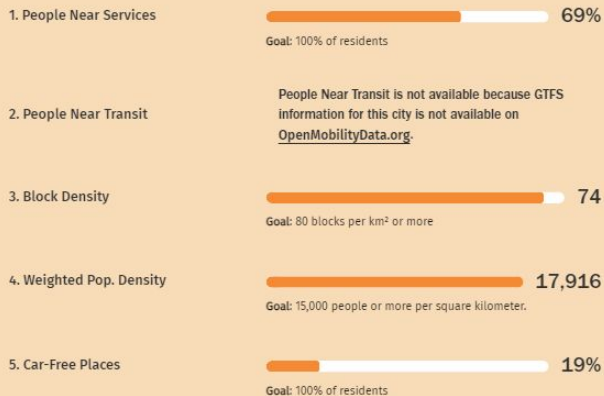 1. People Near Services
69%
Goal: 100% of residents
2. People Near Transit
People Near Transit is not available because GTFS
information for this city is not available on
OpenMobilityData.org.
3. Block Density
74
Goal: 80 blocks per km² or more
4. Weighted Pop. Density
17,916
Goal: 15,000 people or more per square kilometer.
5. Car-Free Places
19%
Goal: 100% of residents